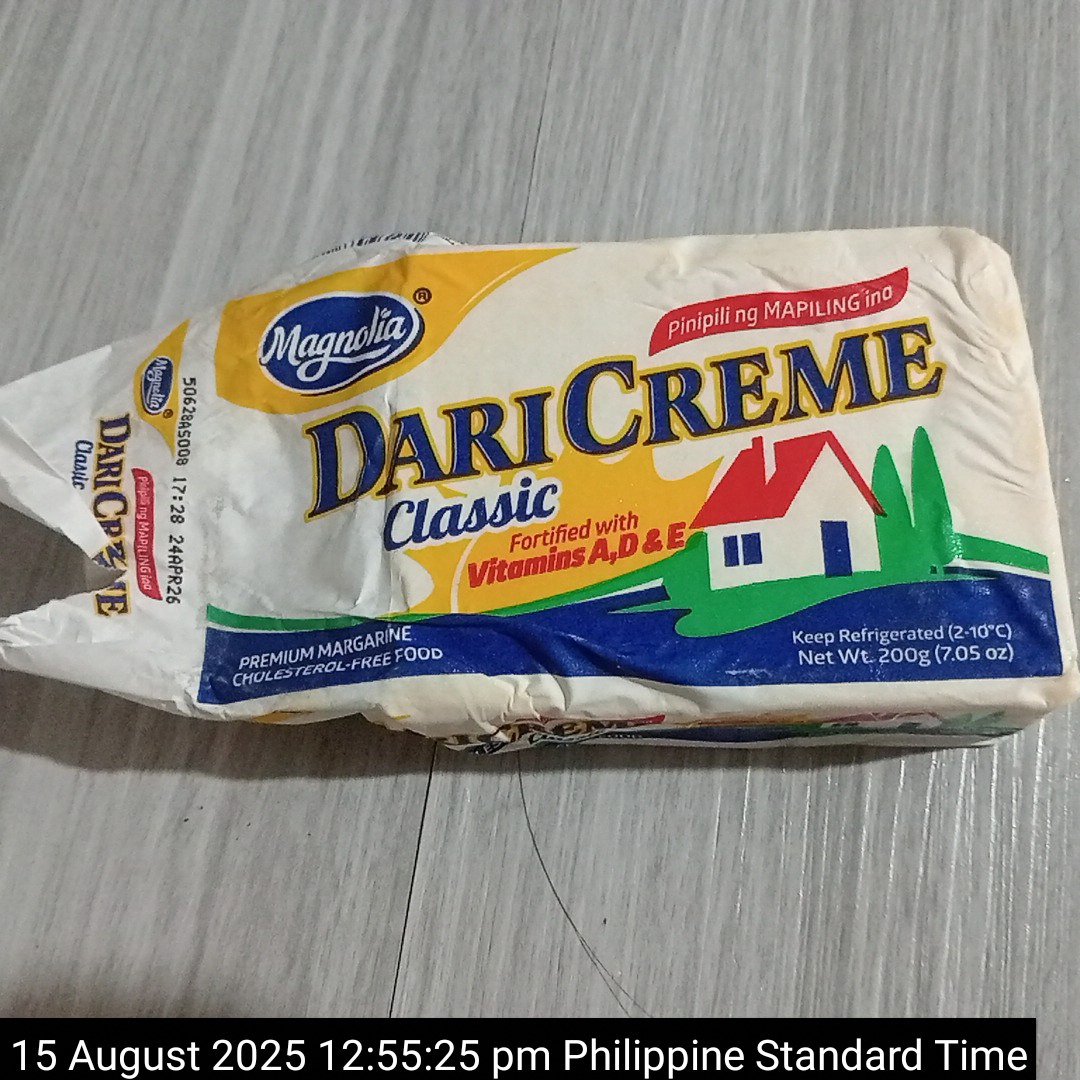 Magnolia®
Pinipili ng MAPILING ina
DARI CREME
Classic
Fortified with
Vitamins A,D & E
PREMIUM MARGARINE
CHOLESTEROL-FREE FOOD
Keep Refrigerated (2-10°C)
Net Wt. 200g (7.05 oz)
50628AS008 17:28 24APR26
Magnolia®
Pinipili ng MAPILING ina
DARI CREME
Classic
15 August 2025 12:55:25 pm Philippine Standard Time